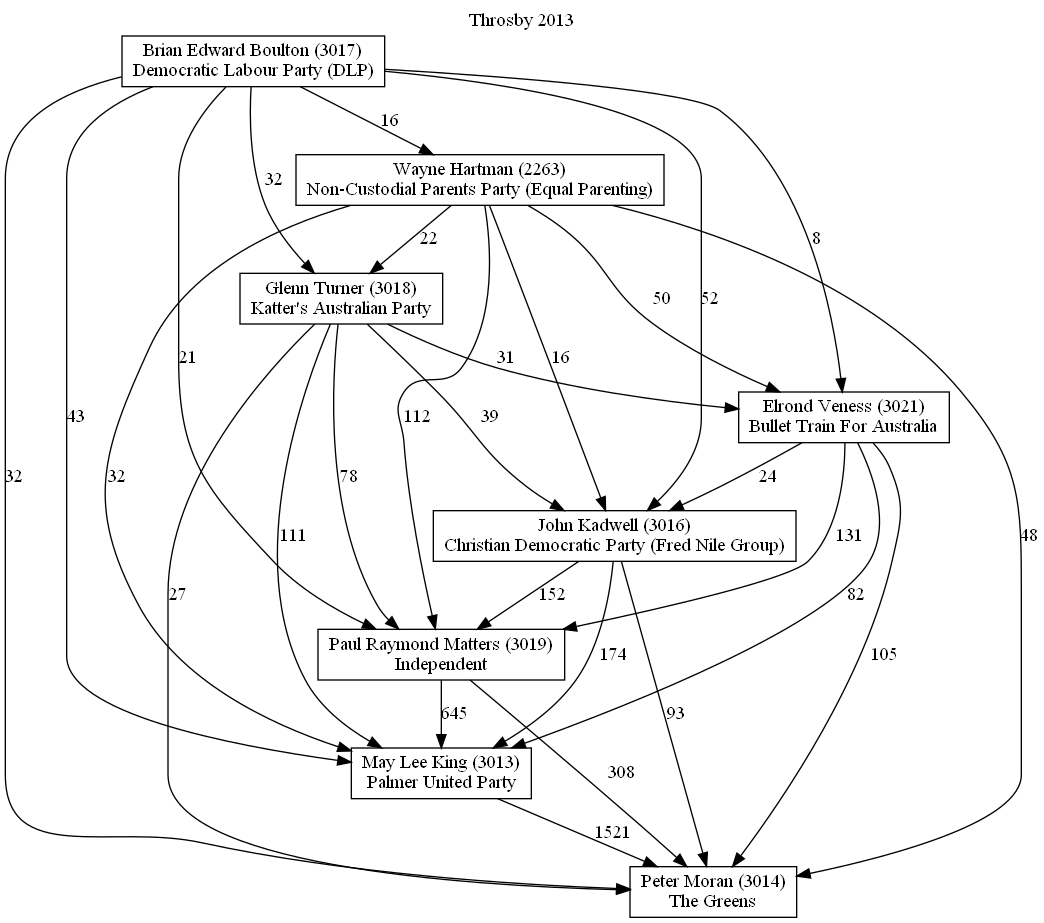 Throsby 2013
Brian Edward Boulton (3017)
Democratic Labour Party (DLP)
16
Wayne Hartman (2263)
Non-Custodial Parents Party (Equal Parenting)
32
22
8
Glenn Turner (3018)
Katter's Australian Party
50
52
21
31
16
43
32
112
39
Elrond Veness (3021)
Bullet Train For Australia
32
78
24
John Kadwell (3016)
Christian Democratic Party (Fred Nile Group)
111
131
48
27
152
82
Paul Raymond Matters (3019)
Independent
174
105
645
93
May Lee King (3013)
Palmer United Party
308
1521
Peter Moran (3014)
The Greens